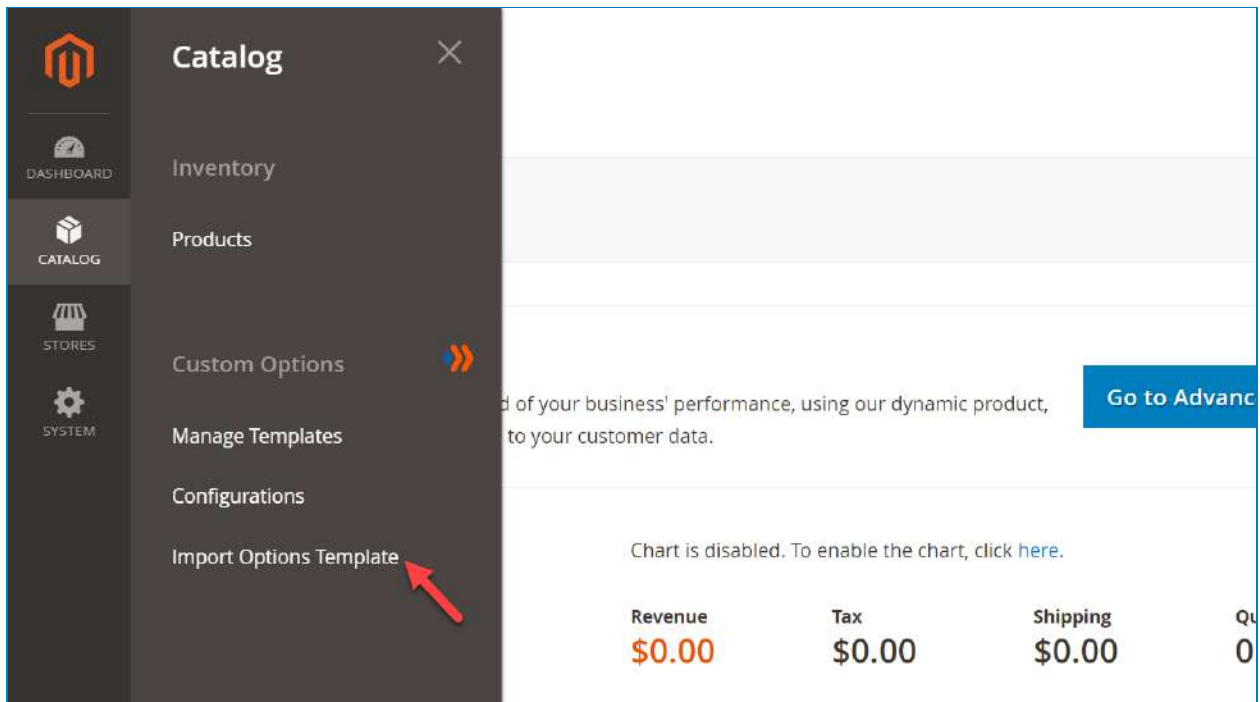 Catalog
DASHBOARD
Inventory
CATALOG
Products
STORES
Custom Options
SYSTEM
Manage Templates
Configurations
Import Options Template
d of your business' performance, using our dynamic product,
to your customer data.
Go to Advanc
Chart is disabled. To enable the chart, click here.
Revenue Tax Shipping Qu
$0.00 $0.00 $0.00 0